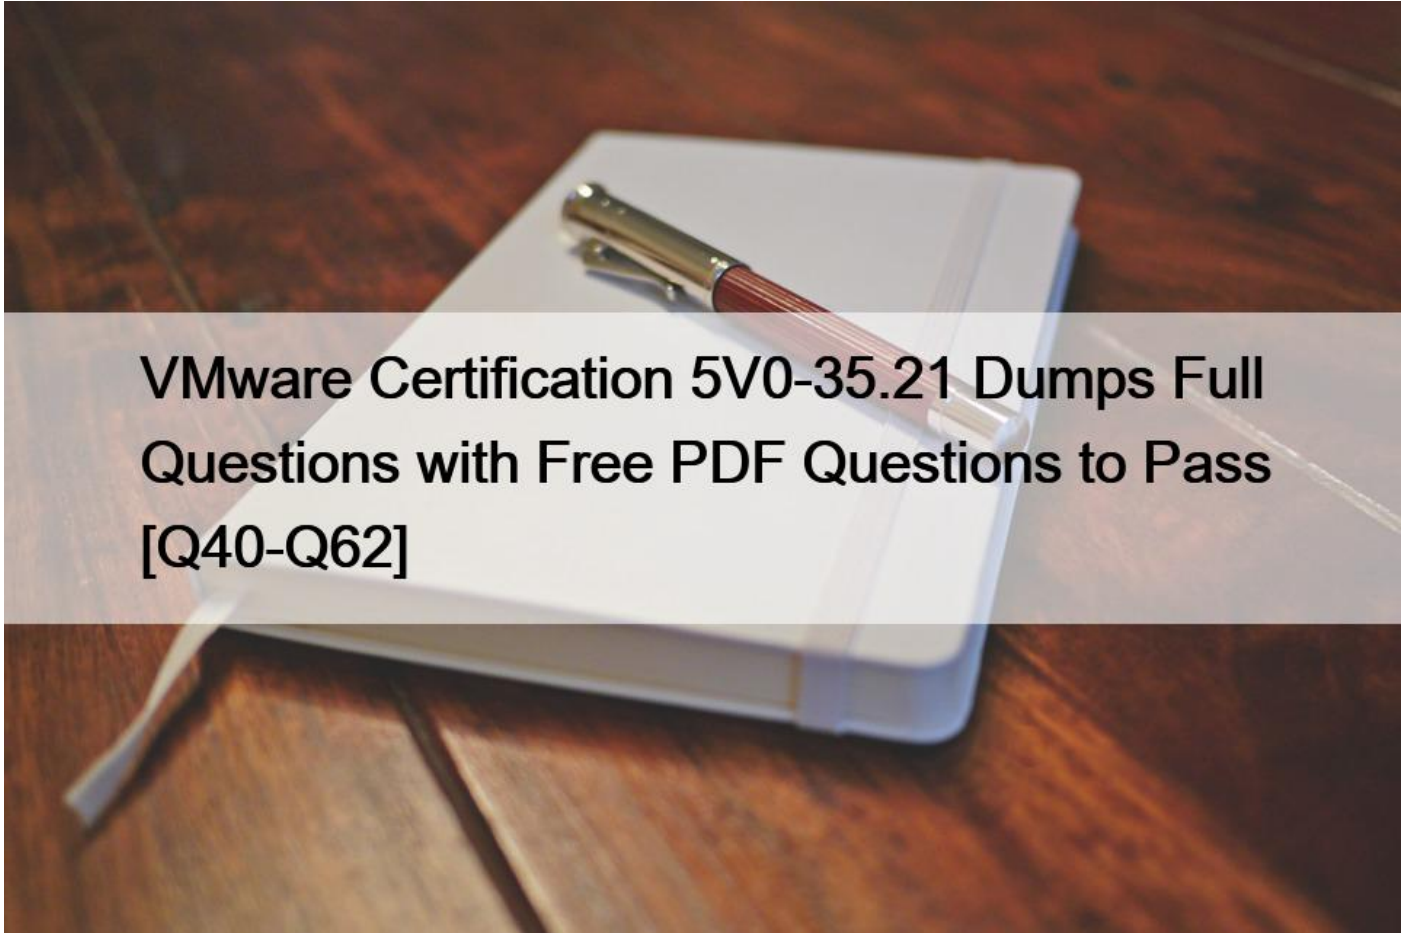 VMware Certification 5V0-35.21 Dumps Full
Questions with Free PDF Questions to Pass
[Q40-Q62]